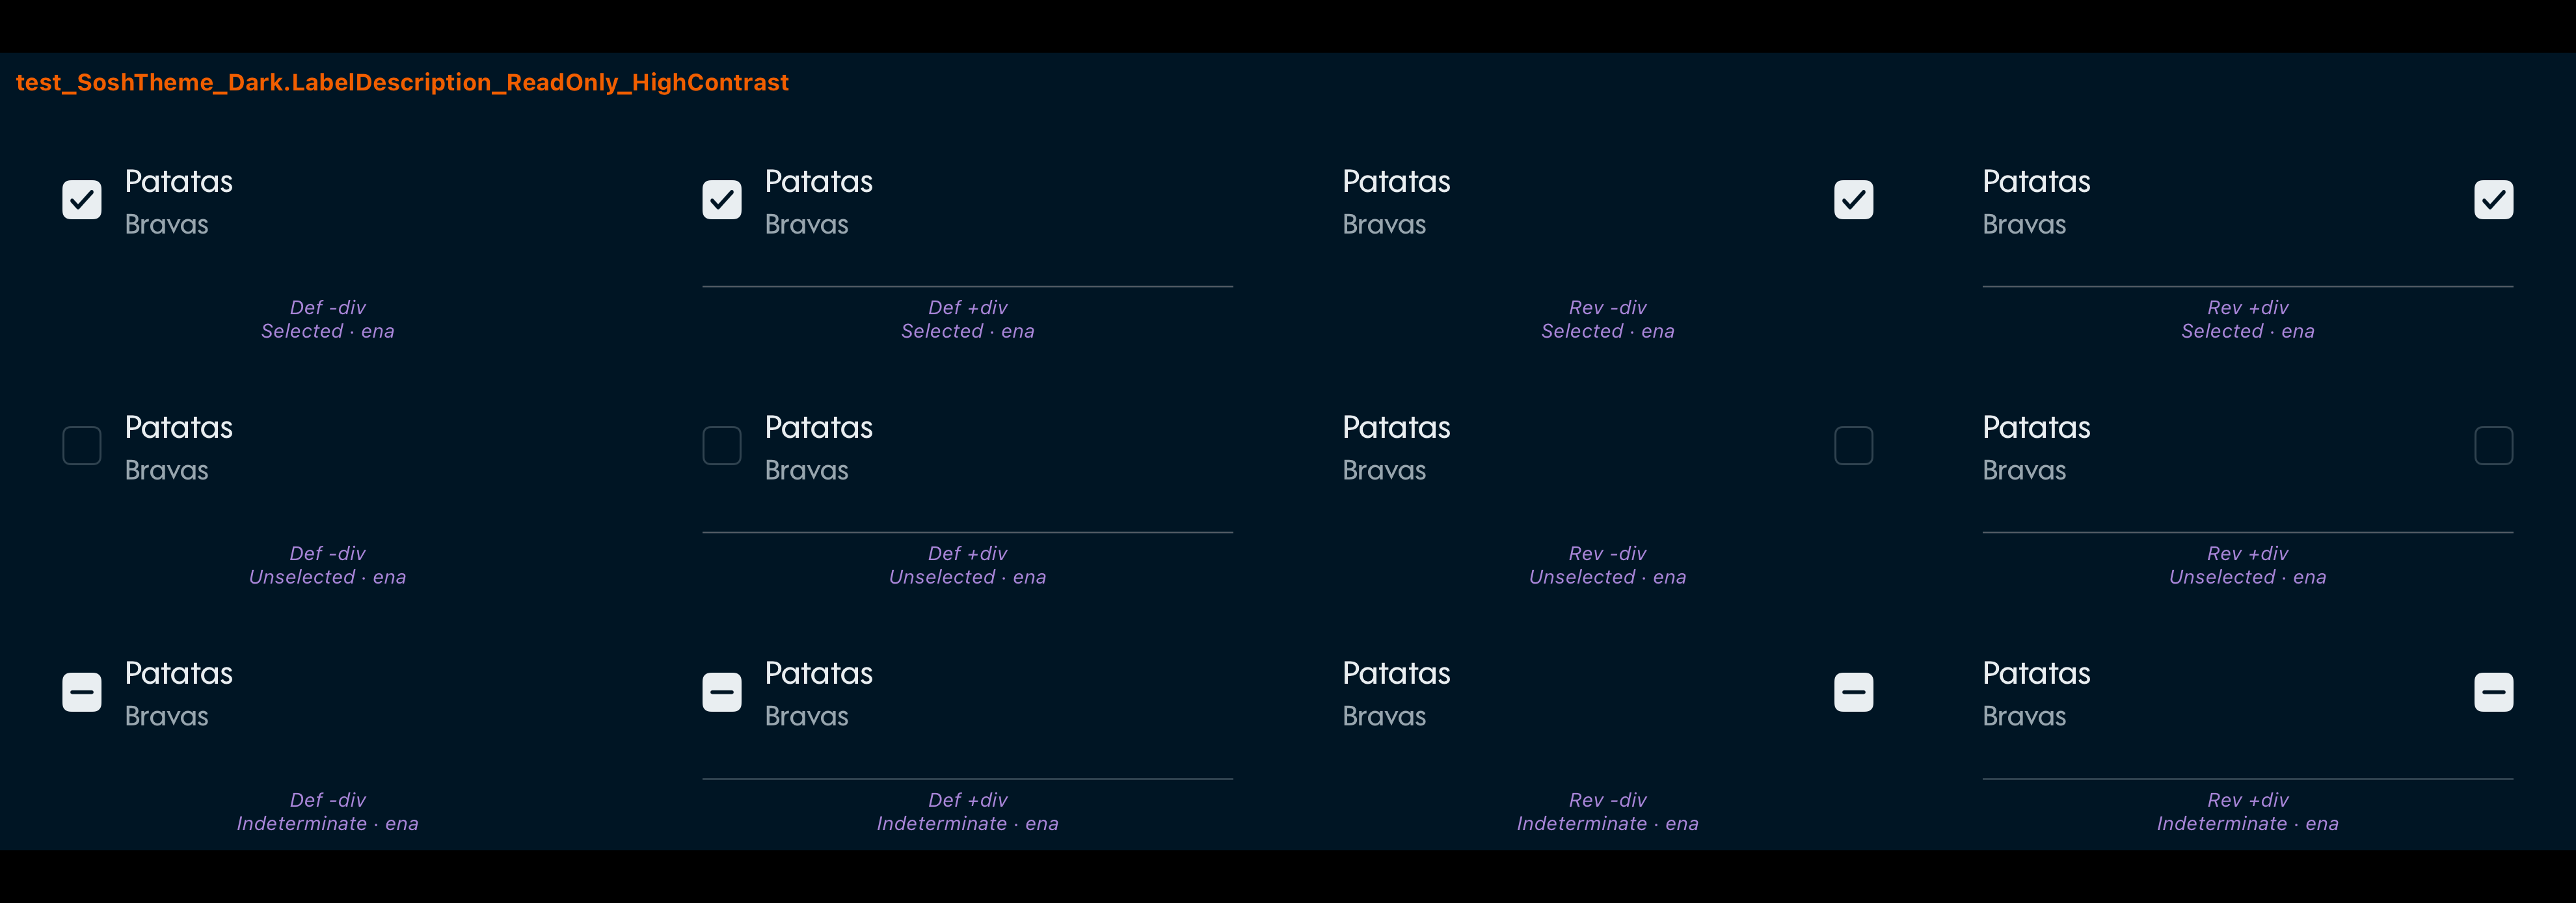 test_SoshTheme_Dark.LabelDescription_ReadOnly_HighContrast
Patatas
Bravas
Def -div
Selected · ena
Patatas
Bravas
Def +div
Selected · ena
Patatas
Bravas
Rev -div
Selected · ena
Patatas
Bravas
Rev +div
Selected · ena
Patatas
Bravas
Def -div
Unselected · ena
Patatas
Bravas
Def +div
Unselected · ena
Patatas
Bravas
Rev -div
Unselected · ena
Patatas
Bravas
Rev +div
Unselected · ena
Patatas
Bravas
Def -div
Indeterminate · ena
Patatas
Bravas
Def +div
Indeterminate · ena
Patatas
Bravas
Rev -div
Indeterminate · ena
Patatas
Bravas
Rev +div
Indeterminate · ena